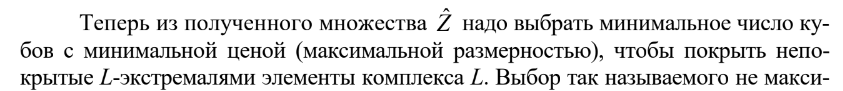 Теперь из полученного множества Ẑ надо выбрать минимальное число ку-
бов с минимальной ценой (максимальной размерностью), чтобы покрыть непо-
крытые L-экстремалями элементы комплекса L. Выбор так называемого не макси-